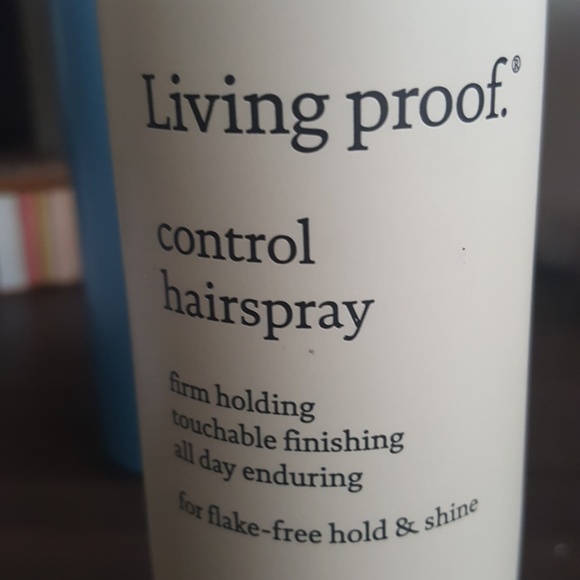 Living proof.®
control
hairspray
firm holding
touchable finishing
all day enduring
for flake-free hold & shine